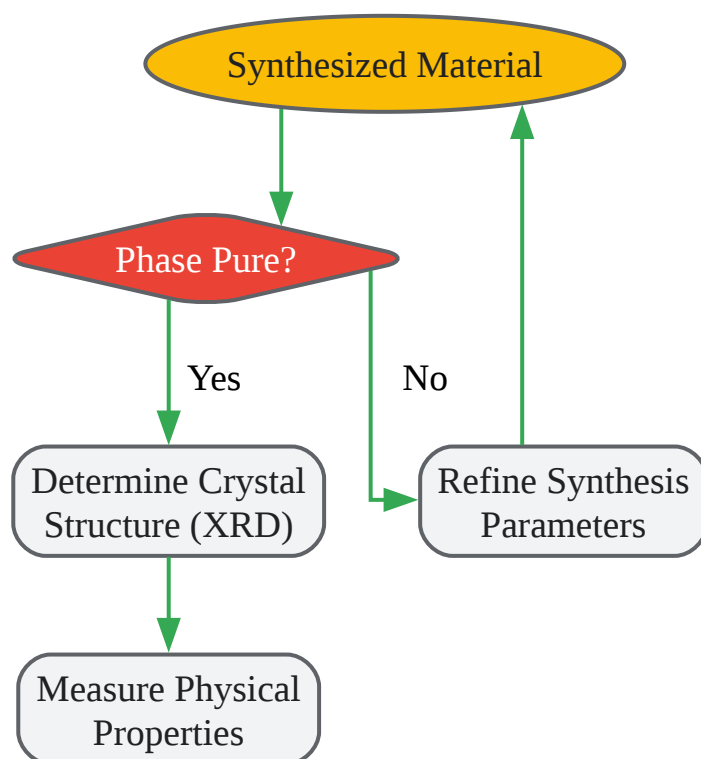 Synthesized Material
Phase Pure?
Yes
No
Determine Crystal
Structure (XRD)
Refine Synthesis
Parameters
Measure Physical
Properties